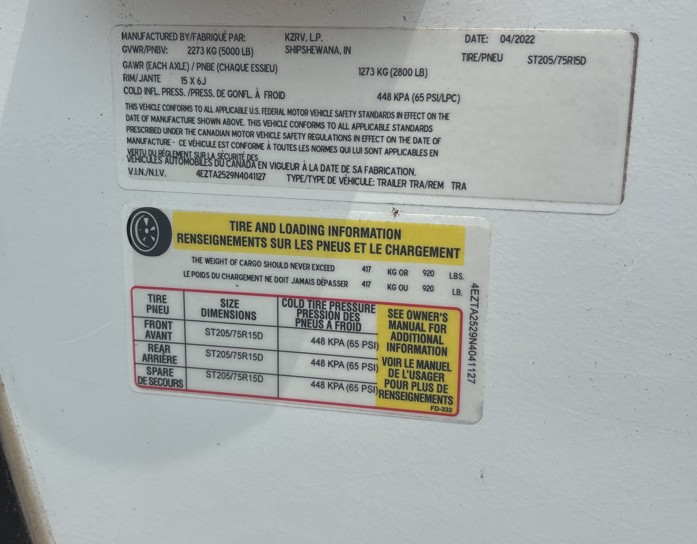 MANUFACTURED BY/FABRIQUÉ PAR: KZRV, L.P. DATE: 04/2022
GVWR/PNBV: 2273 KG (5000 LB) SHIPSHEWANA, IN TIRE/PNEU ST205/75R15D
GAWR (EACH AXLE) / PNBE (CHAQUE ESSIEU) 1273 KG (2800 LB)
RIM/JANTE 15 X 6J
COLD INFL. PRESS. /PRESS. DE GONFL. À FROID 448 KPA (65 PSI/LPC)
THIS VEHICLE CONFORMS TO ALL APPLICABLE U.S. FEDERAL MOTOR VEHICLE SAFETY STANDARDS IN EFFECT ON THE
DATE OF MANUFACTURE SHOWN ABOVE. THIS VEHICLE CONFORMS TO ALL APPLICABLE STANDARDS
PRESCRIBED UNDER THE CANADIAN MOTOR VEHICLE SAFETY REGULATIONS IN EFFECT ON THE DATE OF
MANUFACTURE - CE VÉHICULE EST CONFORME À TOUTES LES NORMES QUI LUI SONT APPLICABLES EN
VERTU DU RÈGLEMENT SUR LA SÉCURITÉ DES
VÉHICULES AUTOMOBILES DU CANADA EN VIGUEUR À LA DATE DE SA FABRICATION.
V.I.N./N.I.V. 4EZTA2529N4041127 TYPE/TYPE DE VÉHICULE: TRAILER TRA/REM TRA
TIRE AND LOADING INFORMATION
RENSEIGNEMENTS SUR LES PNEUS ET LE CHARGEMENT
THE WEIGHT OF CARGO SHOULD NEVER EXCEED 417 KG OR 920 LBS.
LE POIDS DU CHARGEMENT NE DOIT JAMAIS DÉPASSER 417 KG OU 920 LB.
TIRE
PNEU
SIZE
DIMENSIONS
COLD TIRE PRESSURE
PRESSION DES
PNEUS À FROID
FRONT
AVANT
ST205/75R15D
448 KPA (65 PSI)
REAR
ARRIÈRE
ST205/75R15D
448 KPA (65 PSI)
SPARE
DE SECOURS
ST205/75R15D
448 KPA (65 PSI)
SEE OWNER'S
MANUAL FOR
ADDITIONAL
INFORMATION
VOIR LE MANUEL
DE L'USAGER
POUR PLUS DE
RENSEIGNEMENTS
FD-332
4EZTA2529N4041127